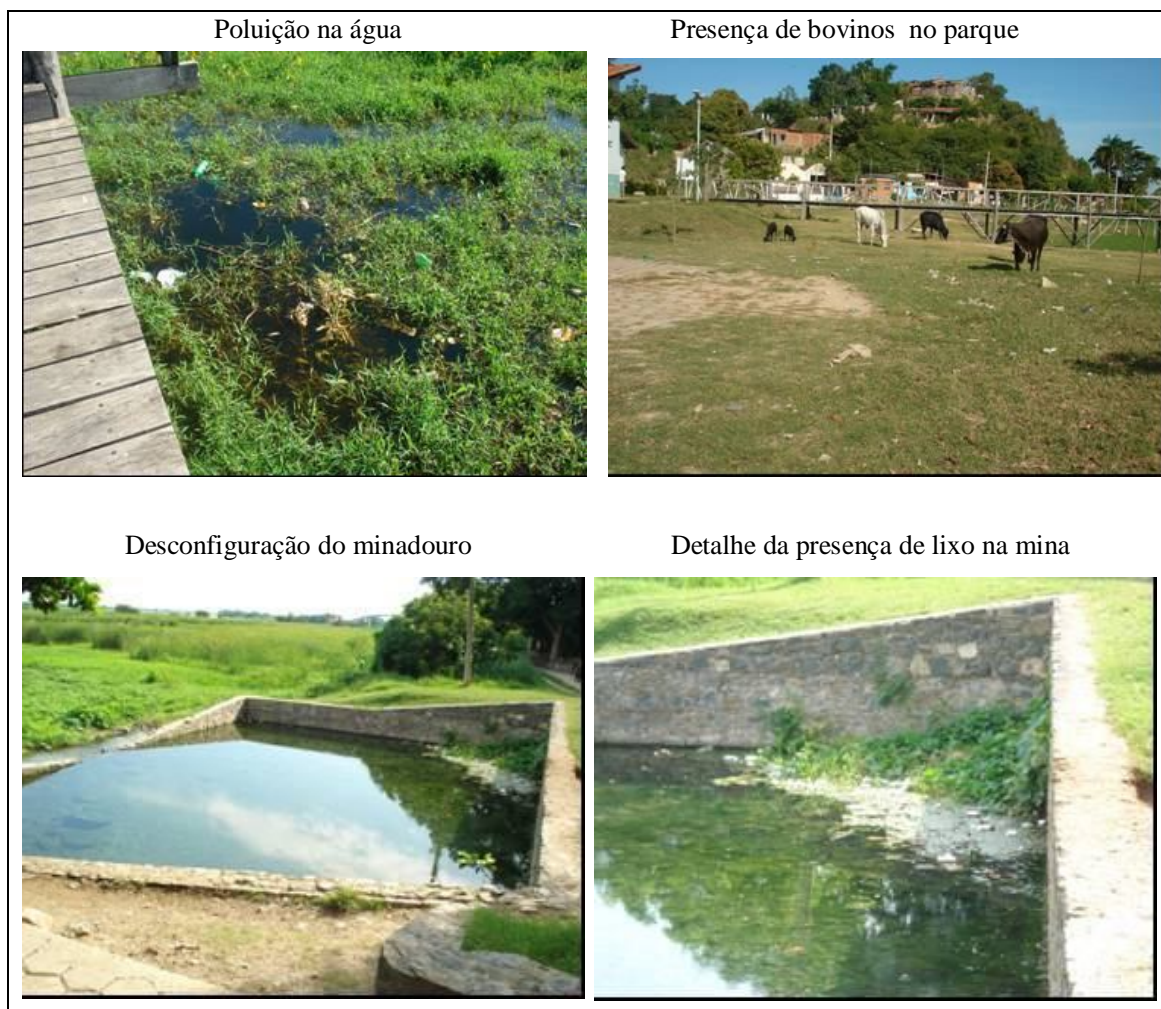 Poluição na água
Presença de bovinos no parque
Desconfiguração do minadouro
Detalhe da presença de lixo na mina